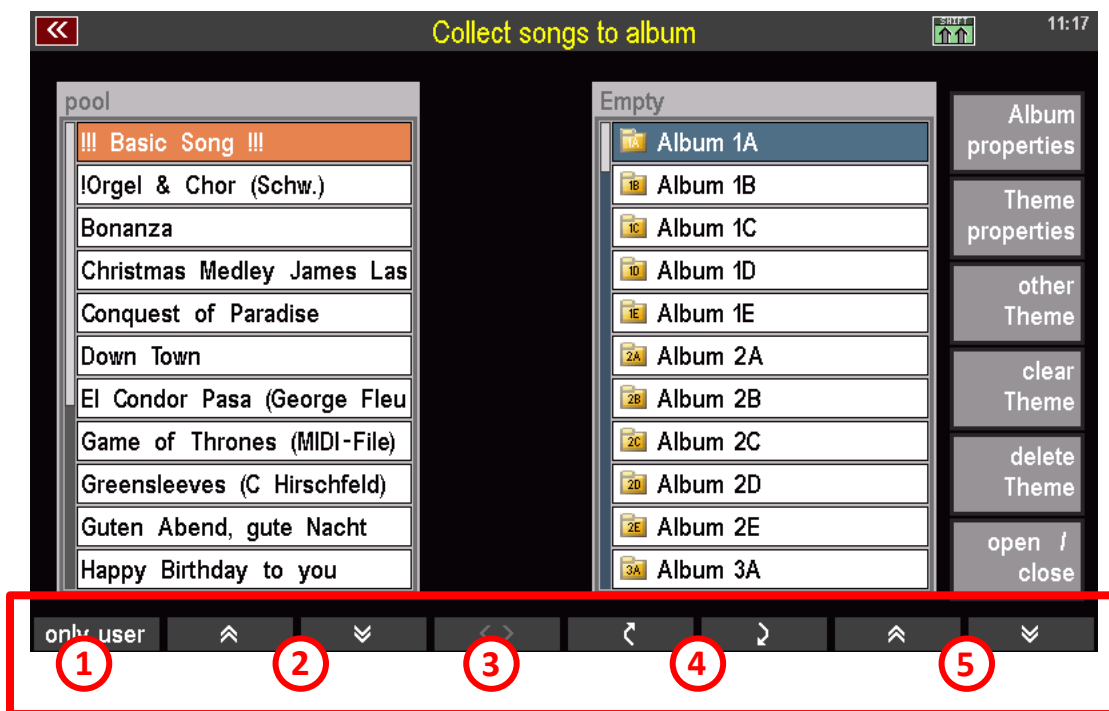 Collect songs to album
SHIFT
11:17
pool
!!! Basic Song !!!
!Orgel & Chor (Schw.)
Bonanza
Christmas Medley James Las
Conquest of Paradise
Down Town
El Condor Pasa (George Fleu
Game of Thrones (MIDI-File)
Greensleeves (C Hirschfeld)
Guten Abend, gute Nacht
Happy Birthday to you
Empty
1A Album 1A
1B Album 1B
1C Album 1C
1D Album 1D
1E Album 1E
2A Album 2A
2B Album 2B
2C Album 2C
2D Album 2D
2E Album 2E
3A Album 3A
Album
properties
Theme
properties
other
Theme
clear
Theme
delete
Theme
open /
close
only user
1
2
3
4
5